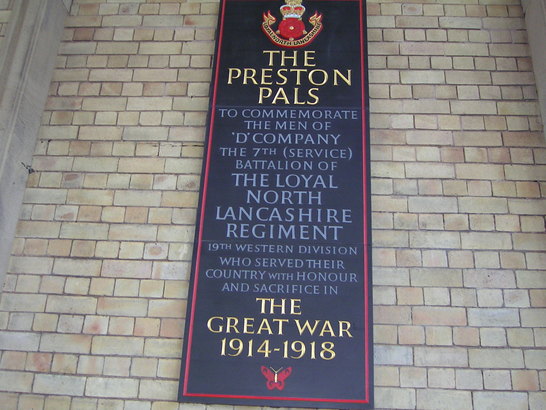 THE
PRESTON
PALS
TO COMMEMORATE
THE MEN OF
'D' COMPANY
THE 7TH (SERVICE)
BATTALION OF
THE LOYAL
NORTH
LANCASHIRE
REGIMENT
19TH WESTERN DIVISION
WHO SERVED THEIR
COUNTRY WITH HONOUR
AND SACRIFICE IN
THE
GREAT WAR
1914-1918